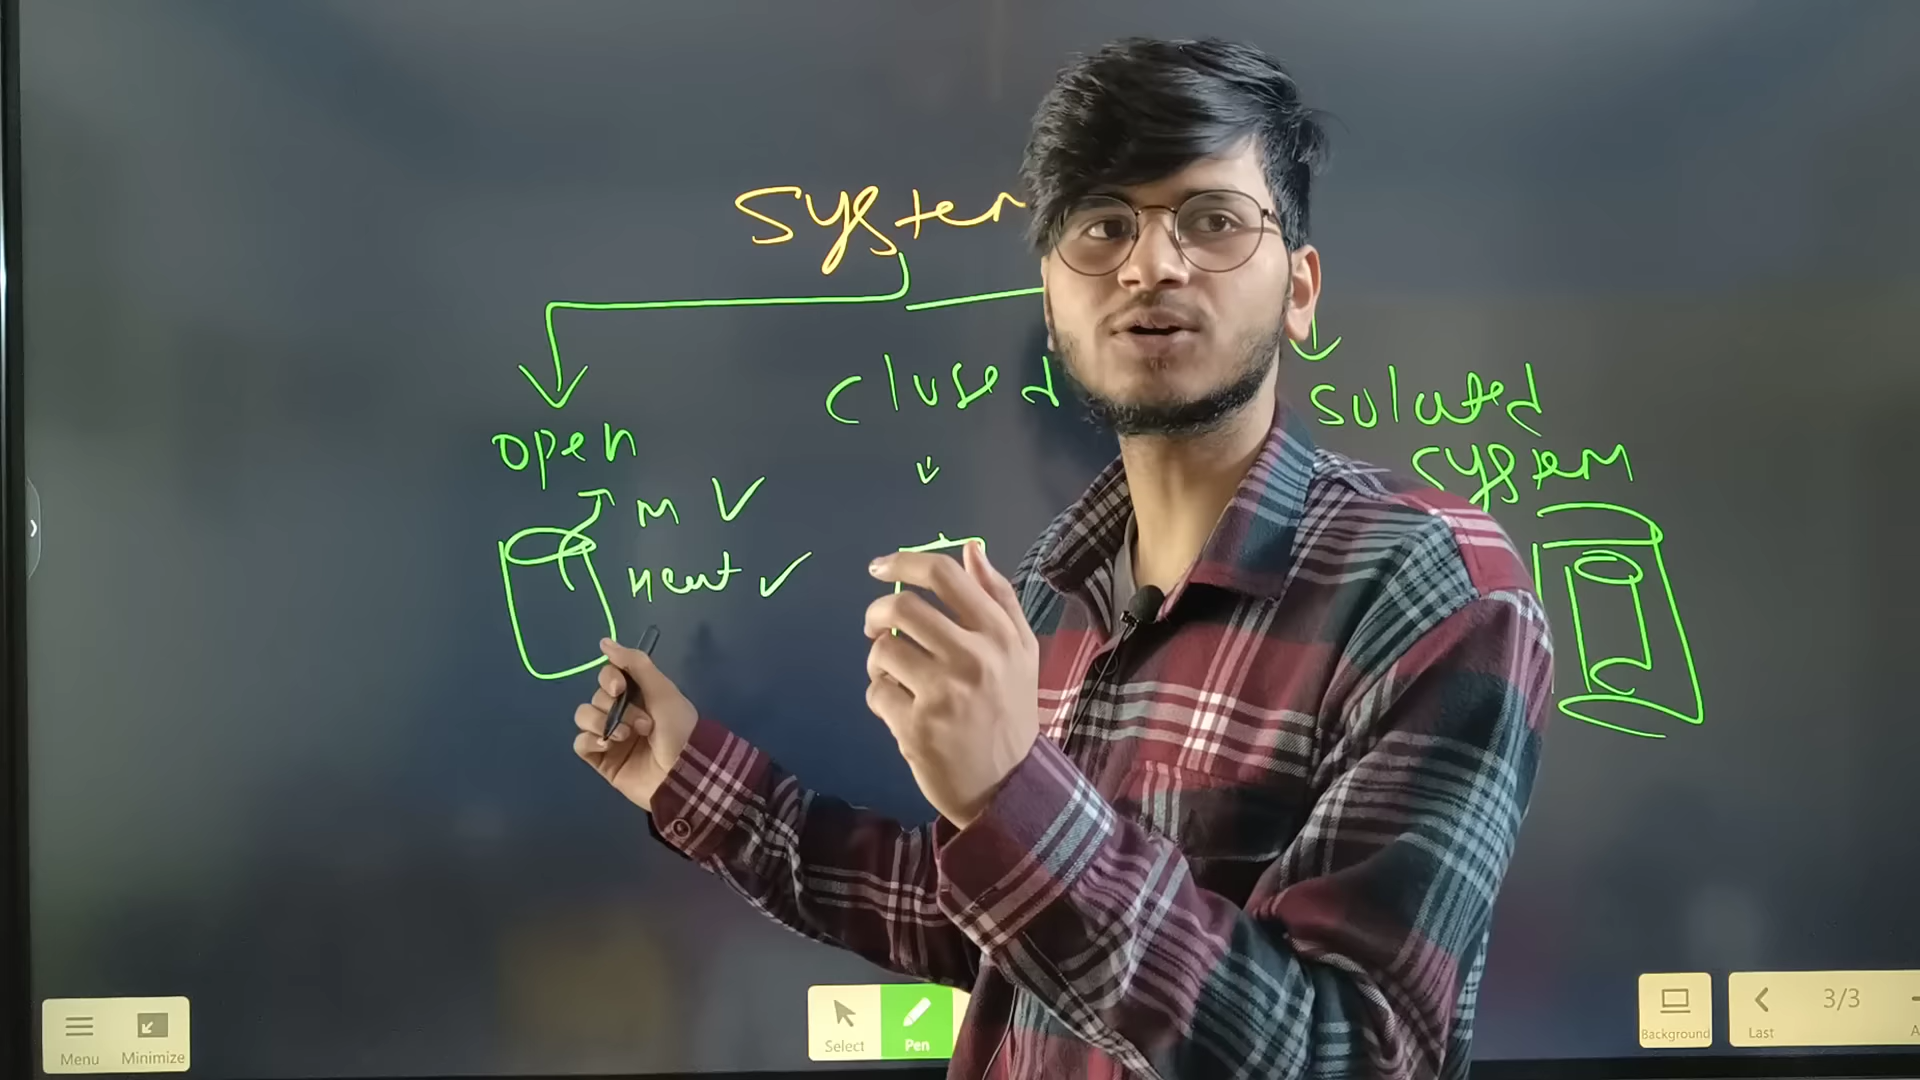 system
closed
solated
system
open
M ✓
Heat ✓
Menu
Minimize
Select
Pen
Background
Last
3/3